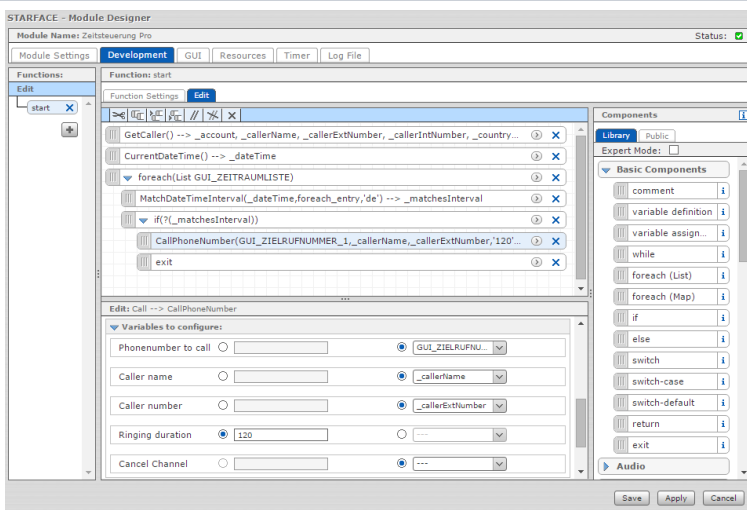 STARFACE - Module Designer
Module Name: Zeitsteuerung Pro
Status:
Module Settings Development GUI Resources Timer Log File
Functions:
Edit
start X
+
Function: start
Function Settings Edit
GetCaller() --> _account, _callerName, _callerExtNumber, _callerIntNumber, _country...
CurrentDateTime() --> _dateTime
foreach(List GUI_ZEITRAUMLISTE)
MatchDateTimeInterval(_dateTime,foreach_entry,'de') --> _matchesInterval
if(?(_matchesInterval))
CallPhoneNumber(GUI_ZIELRUFNUMMER_1,_callerName,_callerExtNumber,'120'...
exit
Edit: Call --> CallPhoneNumber
Variables to configure:
Phonenumber to call GUI_ZIELRUFNU...
Caller name _callerName
Caller number _callerExtNumber
Ringing duration 120 ---
Cancel Channel ---
Components i
Library Public
Expert Mode:
Basic Components
comment i
variable definition i
variable assign... i
while i
foreach (List) i
foreach (Map) i
if i
else i
switch i
switch-case i
switch-default i
return i
exit i
Audio
Save Apply Cancel